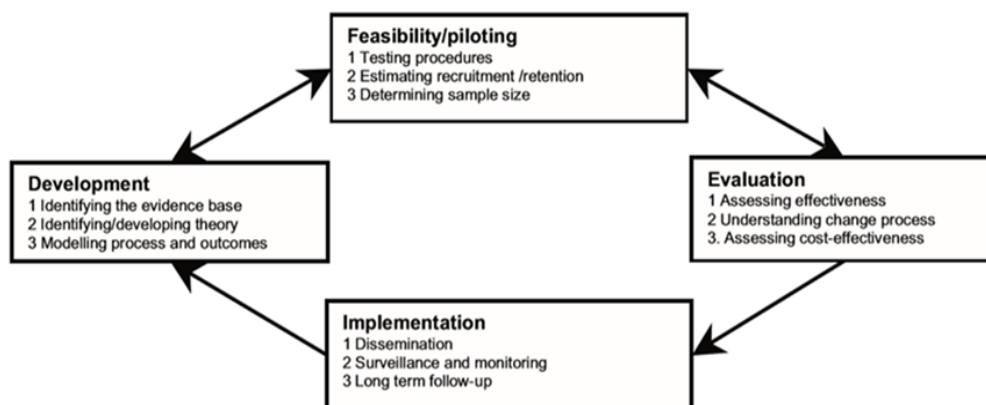 Feasibility/piloting
1 Testing procedures
2 Estimating recruitment /retention
3 Determining sample size
Development
1 Identifying the evidence base
2 Identifying/developing theory
3 Modelling process and outcomes
Evaluation
1 Assessing effectiveness
2 Understanding change process
3. Assessing cost-effectiveness
Implementation
1 Dissemination
2 Surveillance and monitoring
3 Long term follow-up